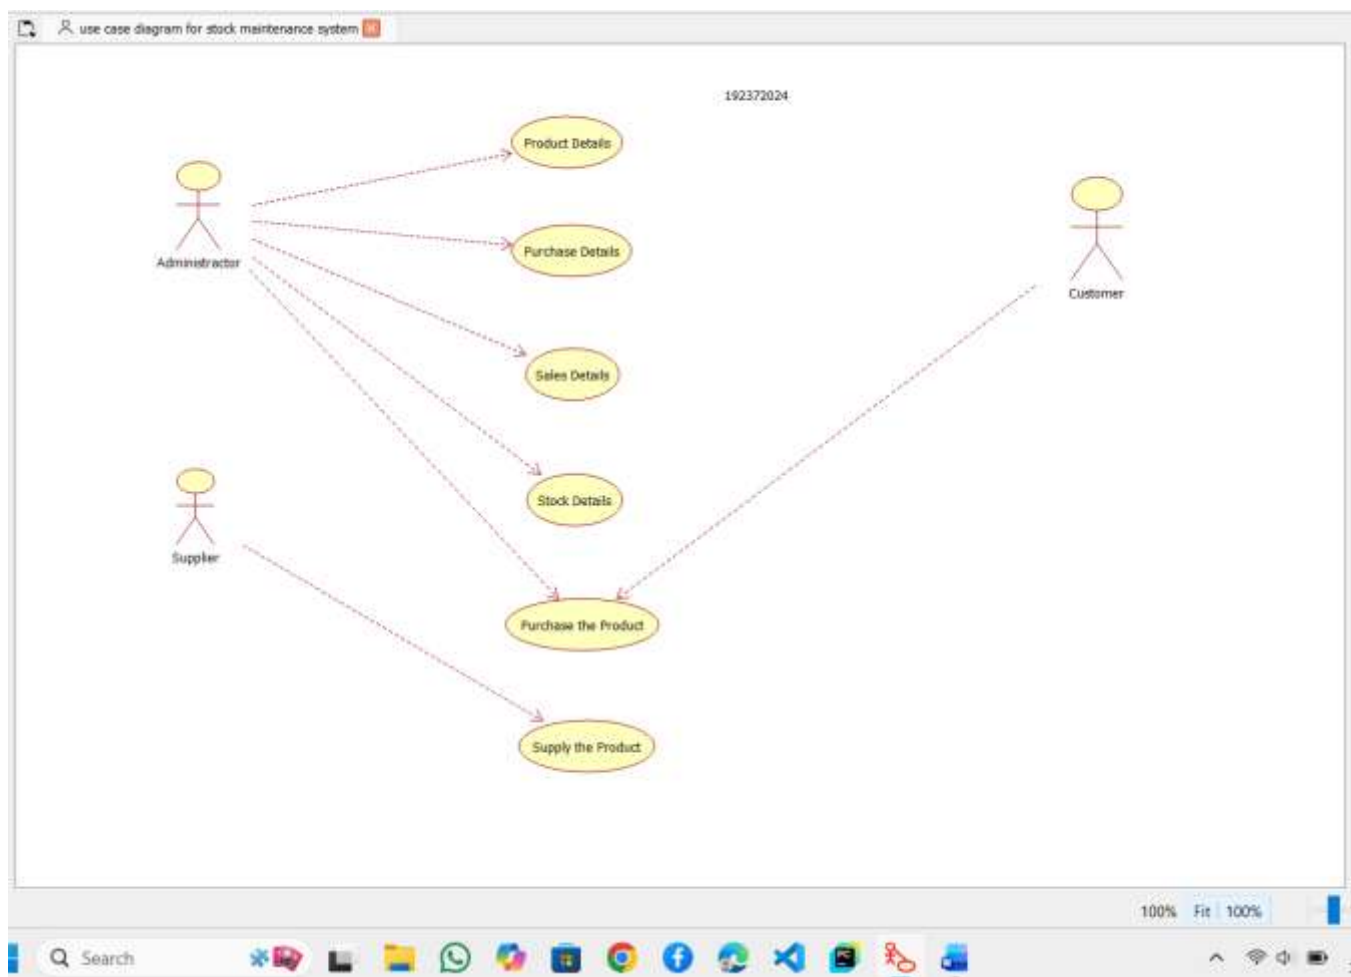 use case diagram for stock maintenance system
192372024
Product Details
Administractor
Purchase Details
Customer
Sales Details
Stock Details
Supplier
Purchase the Product
Supply the Product
100% Fit 100%
Search